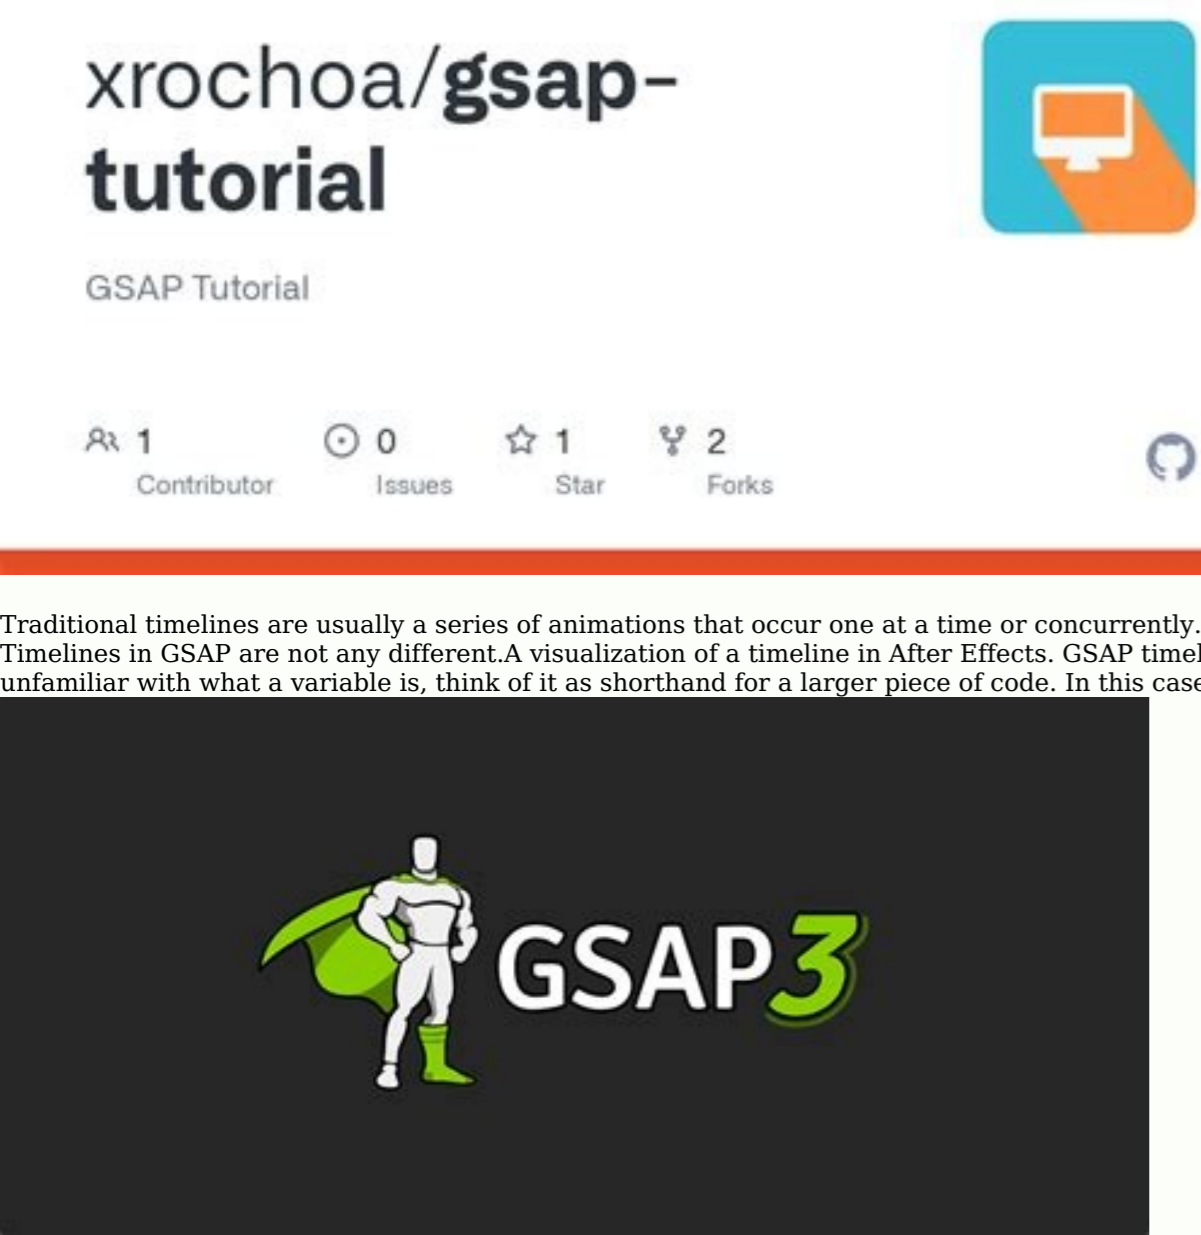 xrochoa/gsap-
tutorial
GSAP Tutorial
1
Contributor
0
Issues
1
Star
2
Forks
Traditional timelines are usually a series of animations that occur one at a time or concurrently.
Timelines in GSAP are not any different.A visualization of a timeline in After Effects. GSAP
unfamiliar with what a variable is, think of it as shorthand for a larger piece of code. In this case
GSAP3